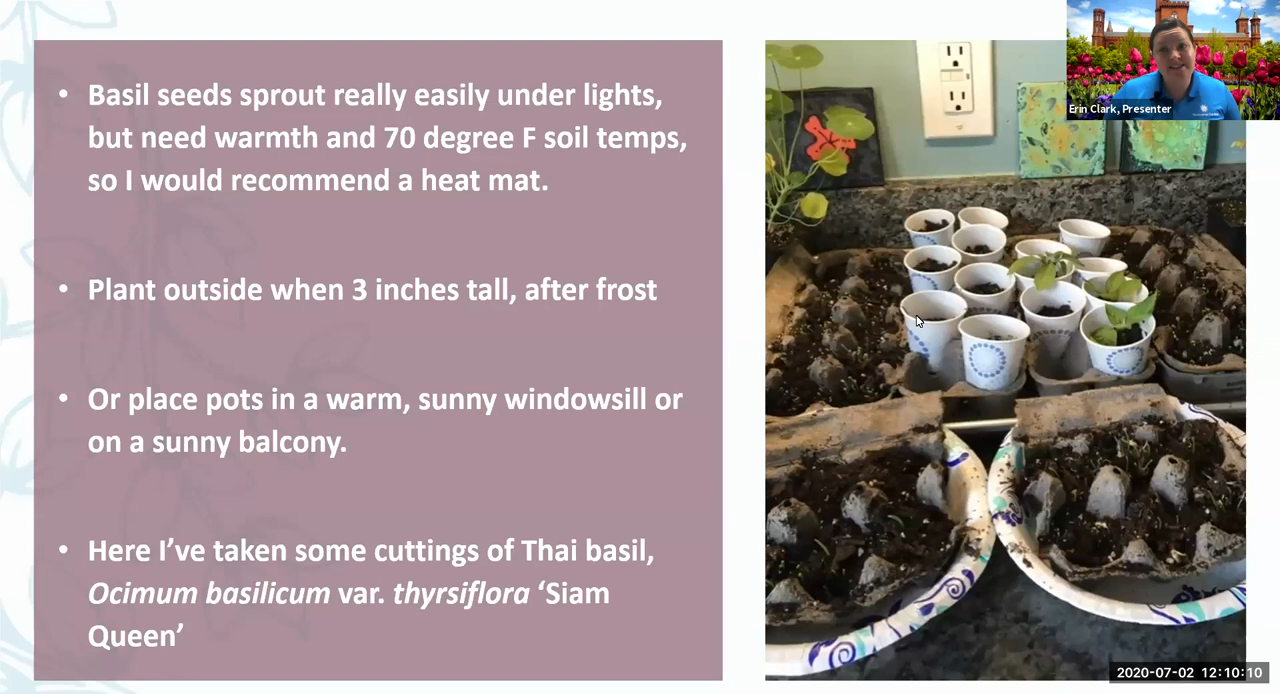 Basil seeds sprout really easily under lights,
but need warmth and 70 degree F soil temps,
so I would recommend a heat mat.
Plant outside when 3 inches tall, after frost
Or place pots in a warm, sunny windowsill or
on a sunny balcony.
Here I’ve taken some cuttings of Thai basil,
Ocimum basilicum var. thyrsiflora ‘Siam
Queen’
Erin Clark, Presenter
2020-07-02 12:10:10